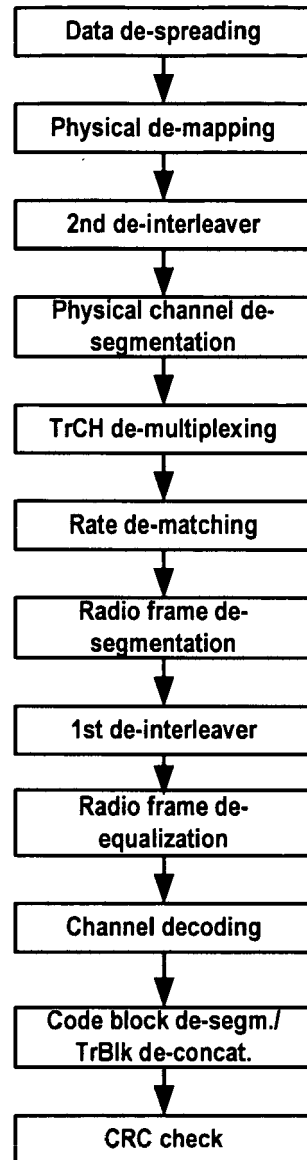 Data de-spreading
Physical de-mapping
2nd de-interleaver
Physical channel de-
segmentation
TrCH de-multiplexing
Rate de-matching
Radio frame de-
segmentation
1st de-interleaver
Radio frame de-
equalization
Channel decoding
Code block de-segm./
TrBlk de-concat.
CRC check